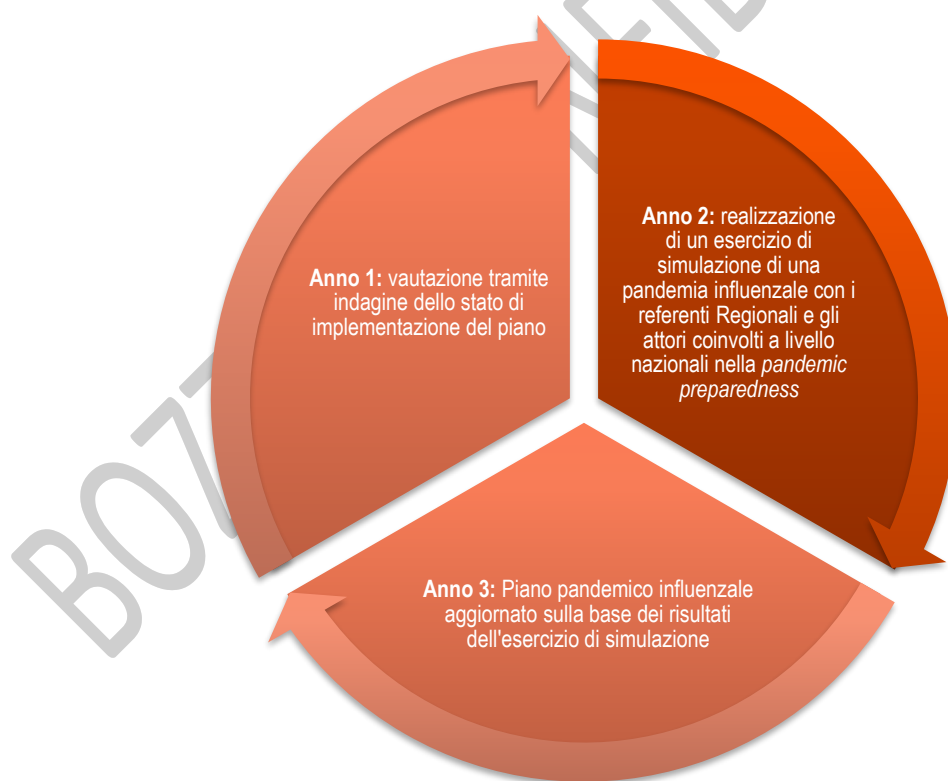 Anno 1: vautazione tramite
indagine dello stato di
implementazione del piano
Anno 2: realizzazione
di un esercizio di
simulazione di una
pandemia influenzale con i
referenti Regionali e gli
attori coinvolti a livello
nazionali nella pandemic
preparedness
Anno 3: Piano pandemico influenzale
aggiornato sulla base dei risultati
dell'esercizio di simulazione